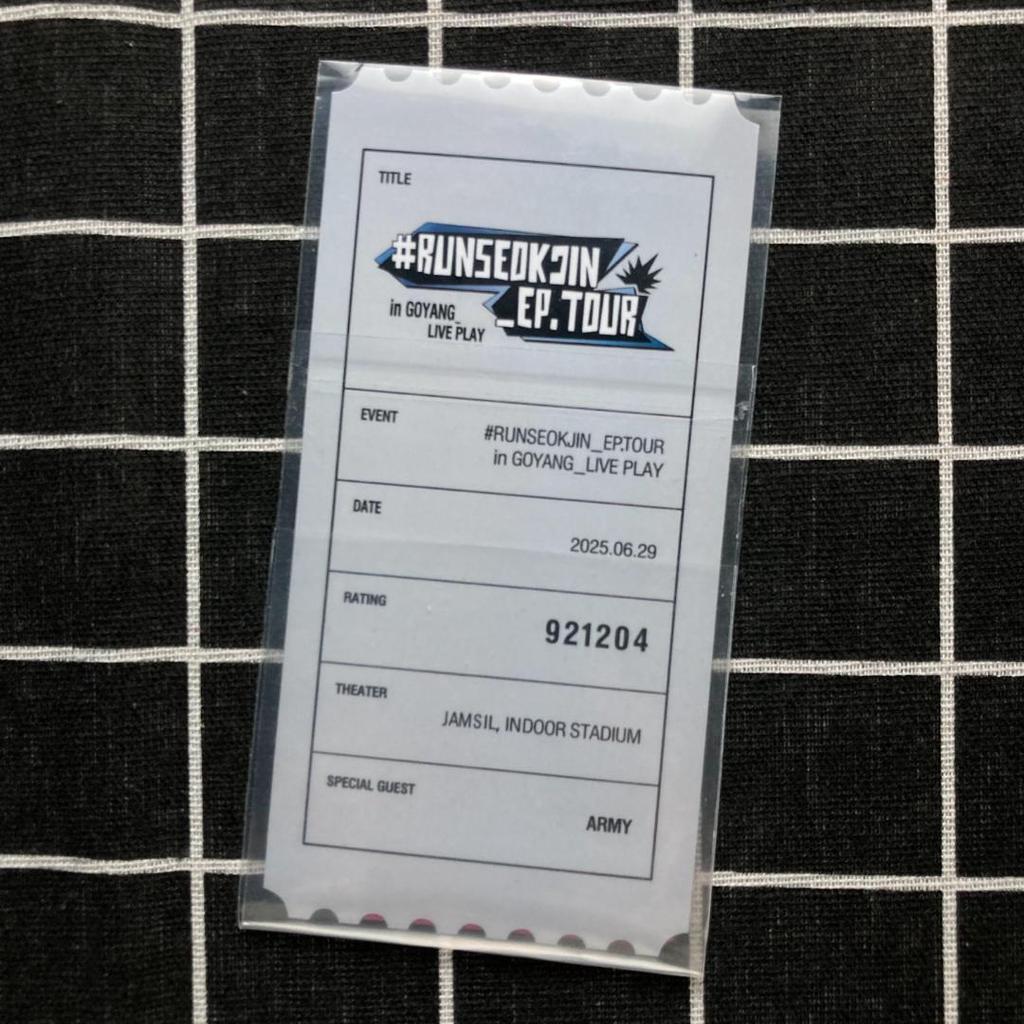 TITLE
#RUNSEOKJIN
_EP.TOUR
in GOYANG_
LIVE PLAY
EVENT
#RUNSEOKJIN_EP.TOUR
in GOYANG_LIVE PLAY
DATE
2025.06.29
RATING
921204
THEATER
JAMSIL, INDOOR STADIUM
SPECIAL GUEST
ARMY